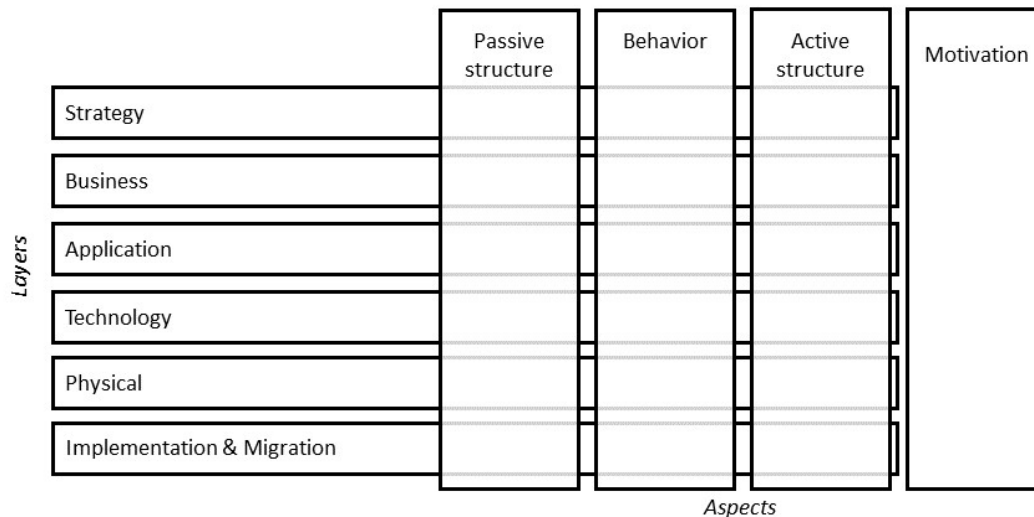 Passive
structure
Behavior
Active
structure
Motivation
Strategy
Business
Application
Technology
Physical
Implementation & Migration
Layers
Aspects